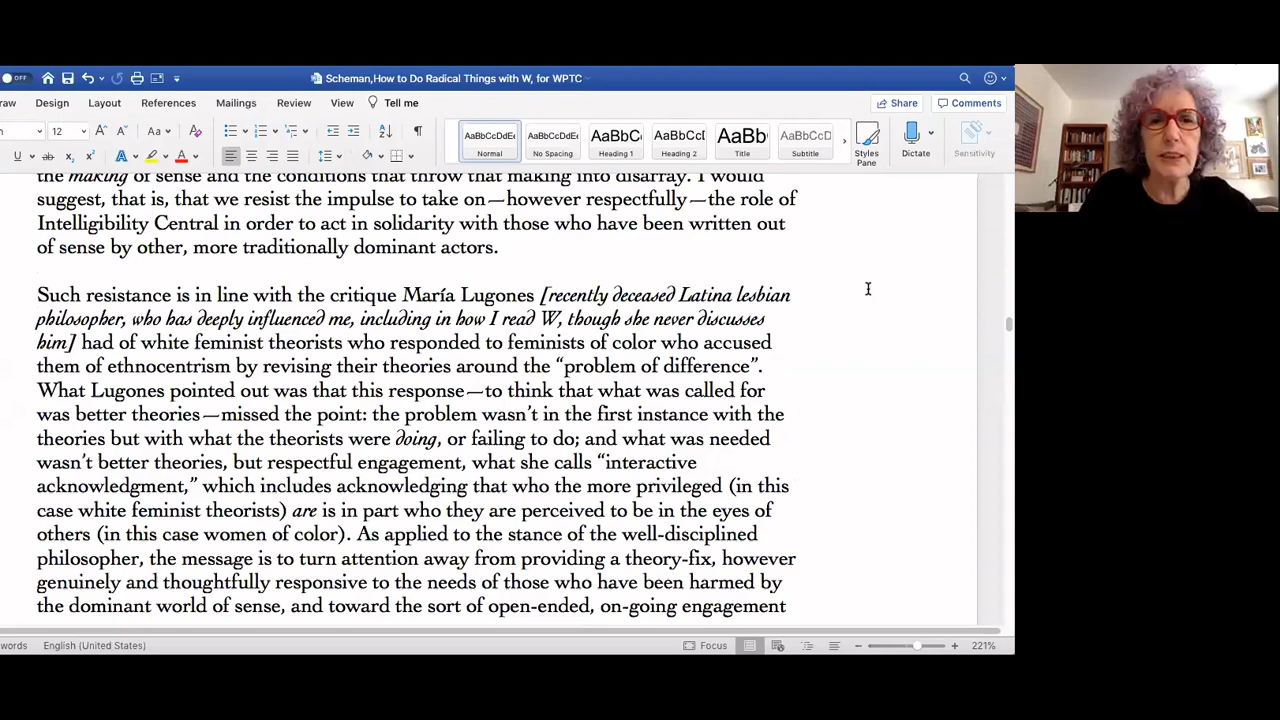 OFF
Scheman,How to Do Radical Things with W, for WPTC
raw Design Layout References Mailings Review View Tell me
Share Comments
12 Aa
AaBbCcDdEe AaBbCcDdEe AaBbC AaBbCcD AaBb AaBbCcD
Normal No Spacing Heading 1 Heading 2 Title Subtitle
Styles Pane Dictate Sensitivity
the making of sense and the conditions that throw that making into disarray. I would
suggest, that is, that we resist the impulse to take on—however respectfully—the role of
Intelligibility Central in order to act in solidarity with those who have been written out
of sense by other, more traditionally dominant actors.
Such resistance is in line with the critique María Lugones [recently deceased Latina lesbian
philosopher, who has deeply influenced me, including in how I read W, though she never discusses
him] had of white feminist theorists who responded to feminists of color who accused
them of ethnocentrism by revising their theories around the “problem of difference”.
What Lugones pointed out was that this response—to think that what was called for
was better theories—missed the point: the problem wasn’t in the first instance with the
theories but with what the theorists were doing, or failing to do; and what was needed
wasn’t better theories, but respectful engagement, what she calls “interactive
acknowledgment,” which includes acknowledging that who the more privileged (in this
case white feminist theorists) are is in part who they are perceived to be in the eyes of
others (in this case women of color). As applied to the stance of the well-disciplined
philosopher, the message is to turn attention away from providing a theory-fix, however
genuinely and thoughtfully responsive to the needs of those who have been harmed by
the dominant world of sense, and toward the sort of open-ended, on-going engagement
words English (United States) Focus 221%